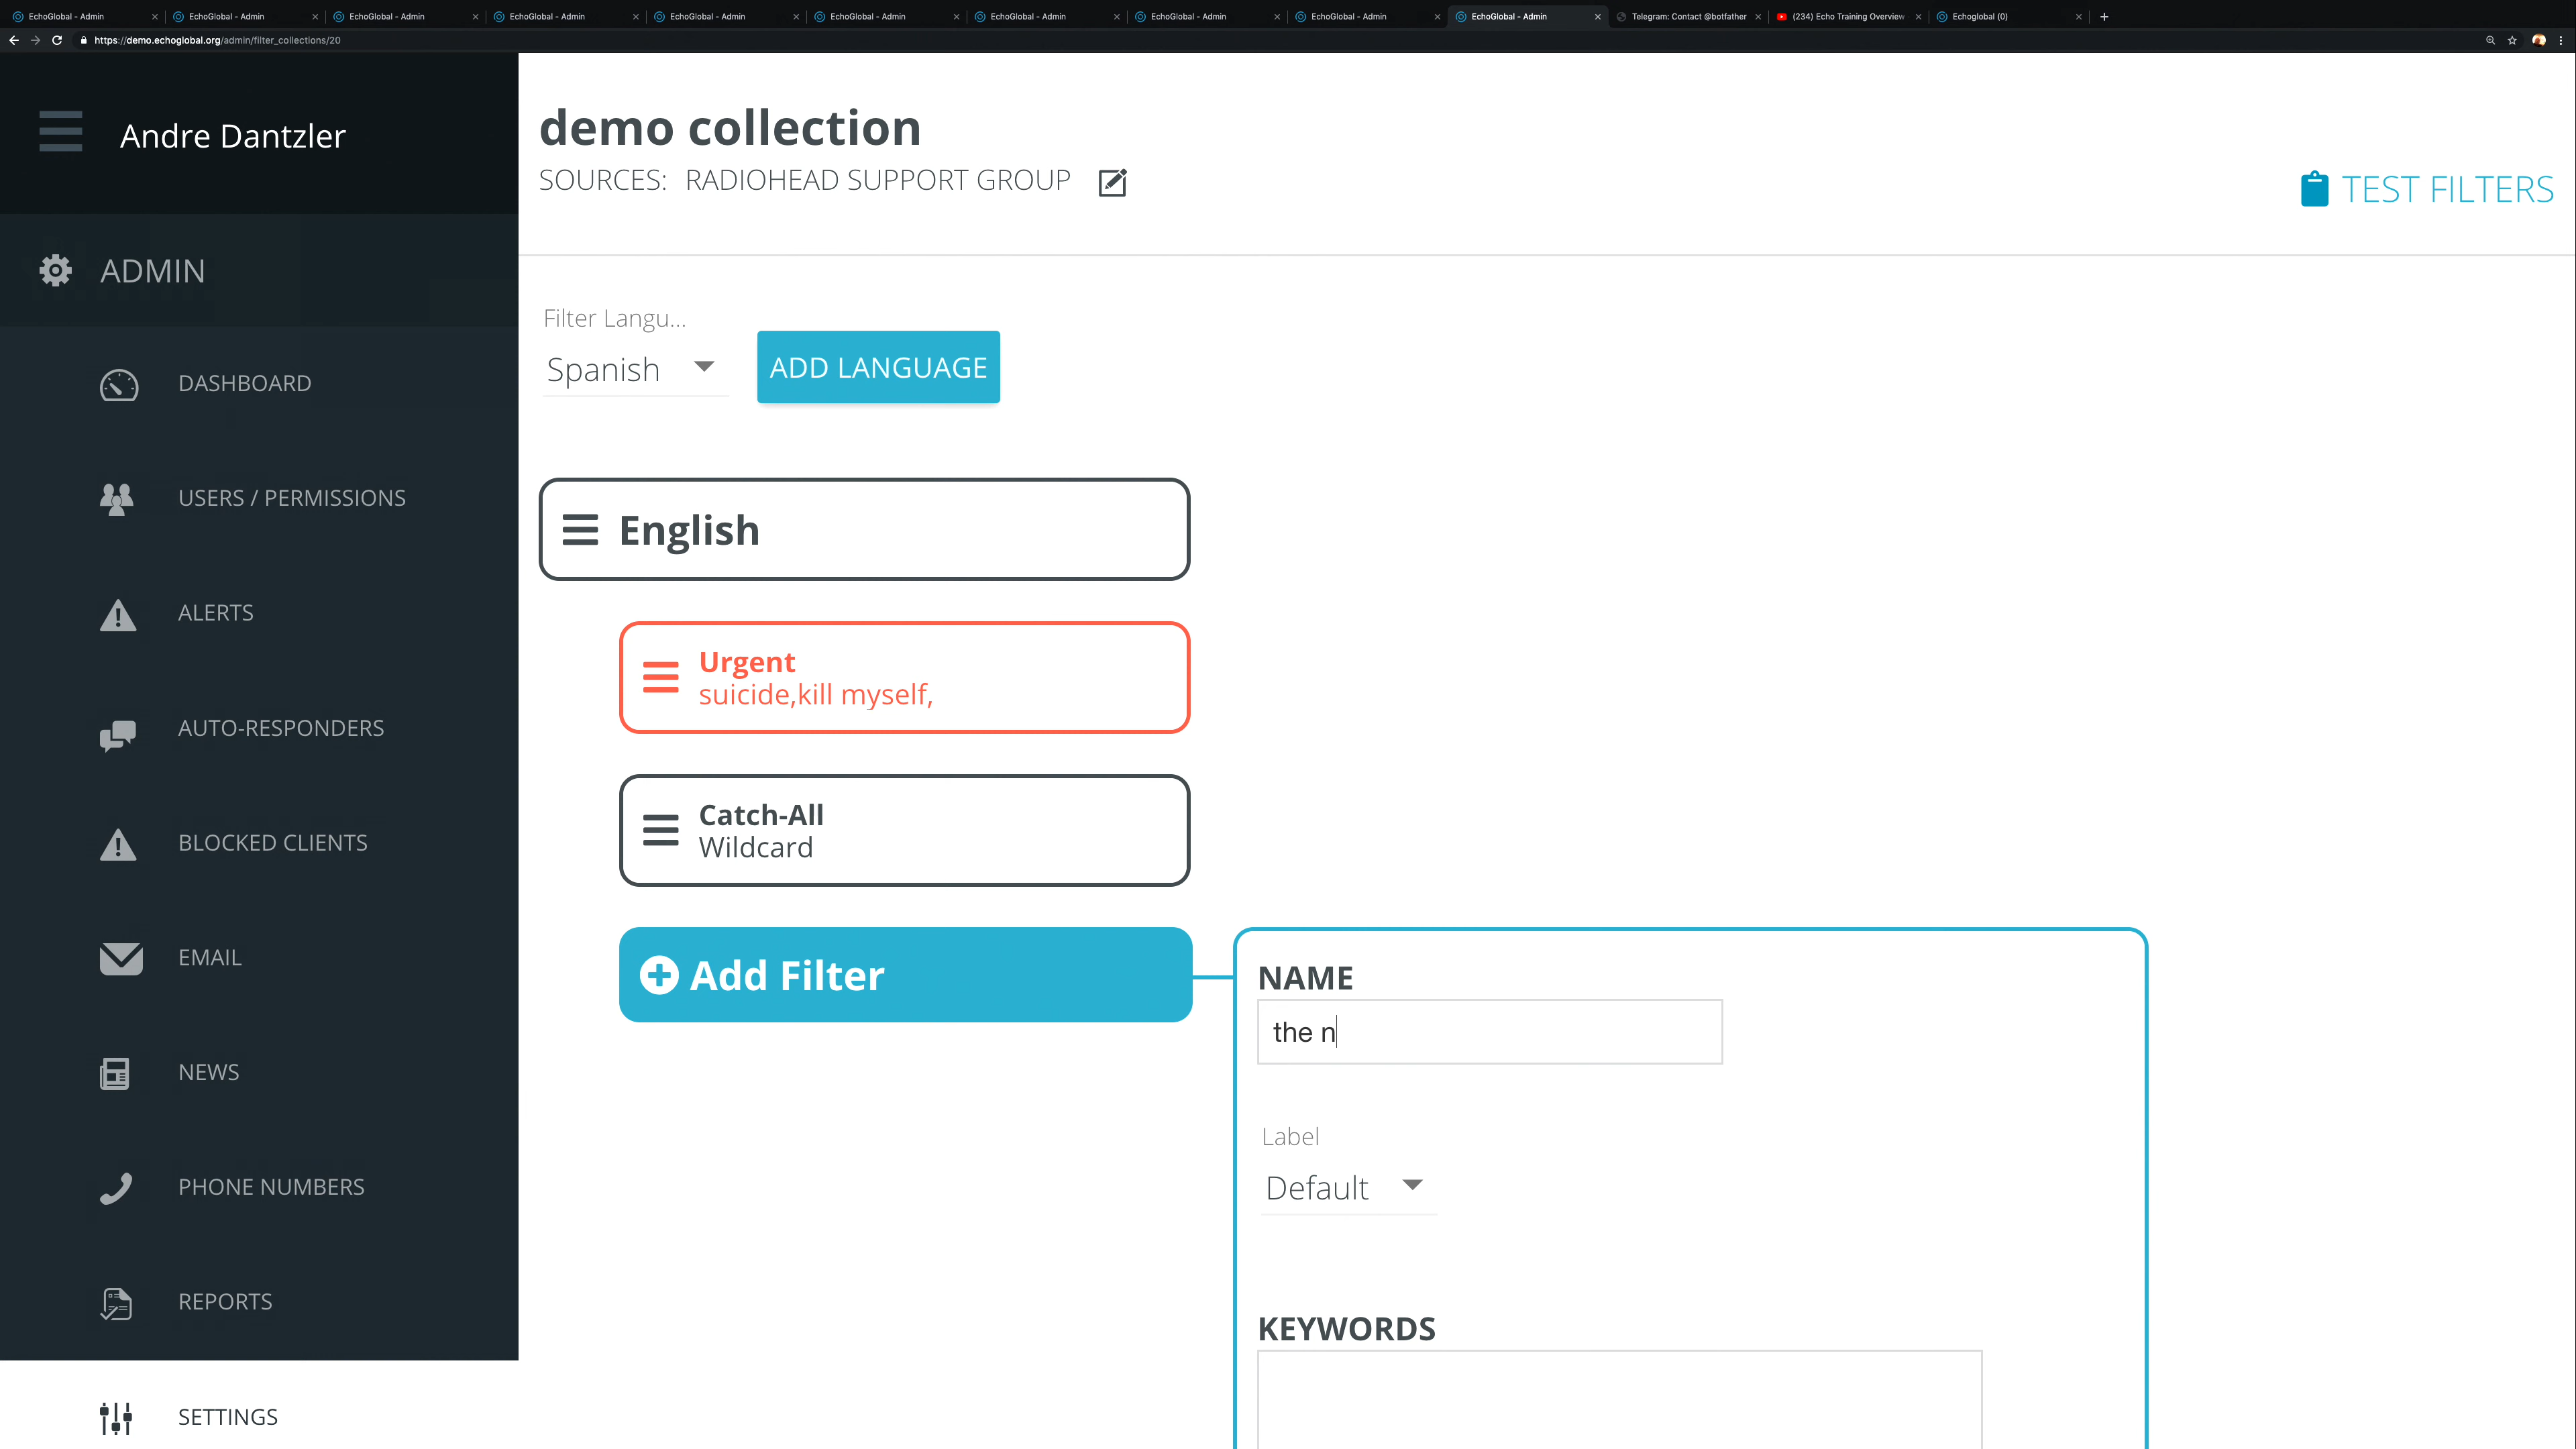 EchoGlobal - Admin
EchoGlobal - Admin
EchoGlobal - Admin
EchoGlobal - Admin
EchoGlobal - Admin
EchoGlobal - Admin
EchoGlobal - Admin
EchoGlobal - Admin
EchoGlobal - Admin
EchoGlobal - Admin
Telegram: Contact @botfather
(234) Echo Training Overview
Echoglobal (0)
https://demo.echoglobal.org/admin/filter_collections/20
Andre Dantzler
ADMIN
DASHBOARD
USERS / PERMISSIONS
ALERTS
AUTO-RESPONDERS
BLOCKED CLIENTS
EMAIL
NEWS
PHONE NUMBERS
REPORTS
SETTINGS
demo collection
SOURCES: RADIOHEAD SUPPORT GROUP
TEST FILTERS
Filter Langu...
Spanish
ADD LANGUAGE
English
Urgent
suicide,kill myself,
Catch-All
Wildcard
Add Filter
NAME
the n
Label
Default
KEYWORDS